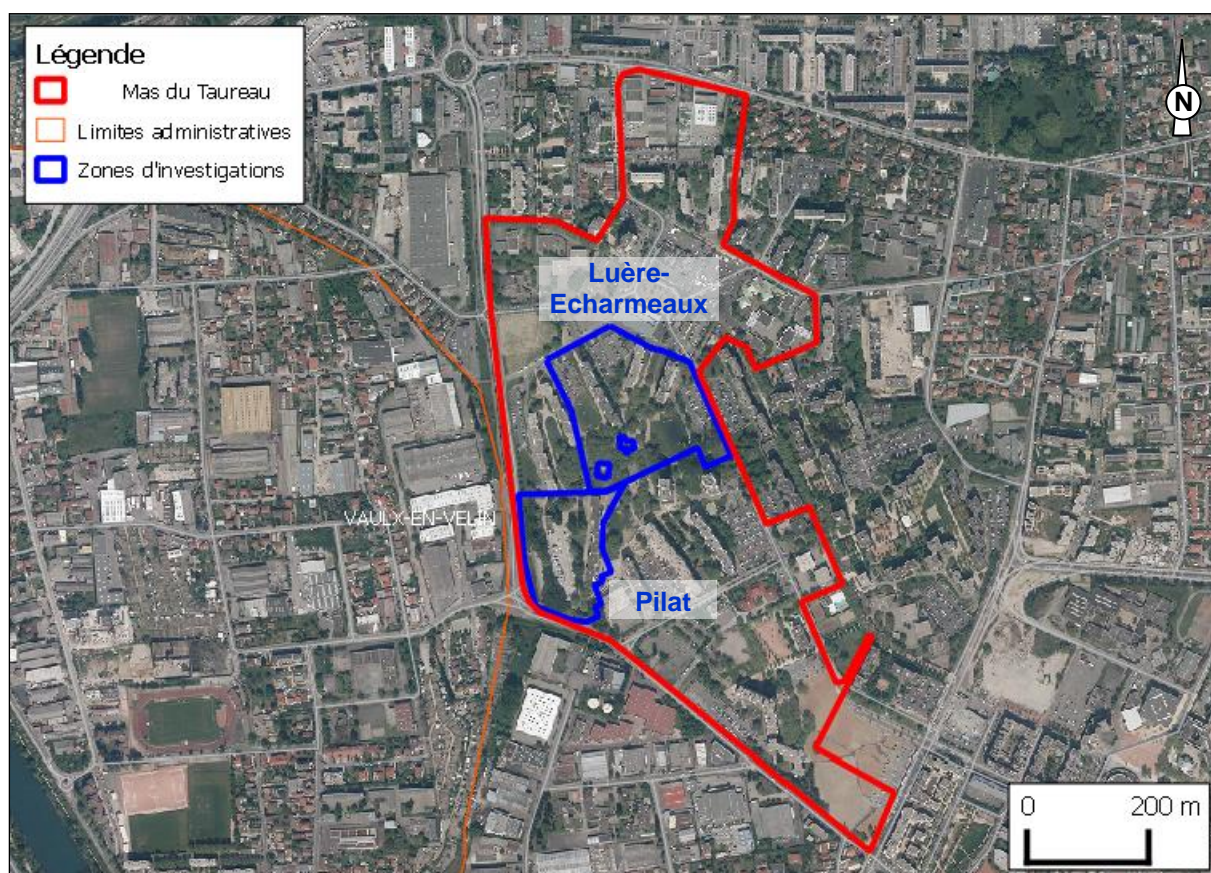 Légende
Mas du Taureau
Limites administratives
Zones d'investigations
N
Luère-
Echarmeaux
VAULX-EN-VELIN
Pilat
0 200 m